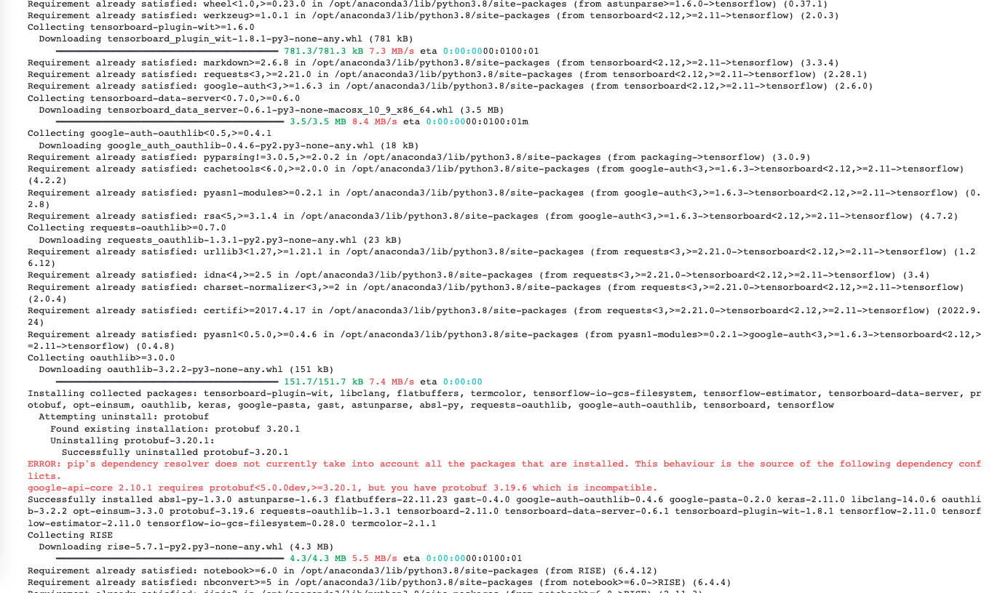 Requirement already satisfied: wheel<1.0,>=0.23.0 in /opt/anaconda3/lib/python3.8/site-packages (from astunparse>=1.6.0->tensorflow) (0.37.1)
Requirement already satisfied: werkzeug>=1.0.1 in /opt/anaconda3/lib/python3.8/site-packages (from tensorboard<2.12,>=2.11->tensorflow) (2.0.3)
Collecting tensorboard-plugin-wit>=1.6.0
Downloading tensorboard_plugin_wit-1.8.1-py3-none-any.whl (781 kB)
781.3/781.3 kB 7.3 MB/s eta 0:00:0000:0100:01
Requirement already satisfied: markdown>=2.6.8 in /opt/anaconda3/lib/python3.8/site-packages (from tensorboard<2.12,>=2.11->tensorflow) (3.3.4)
Requirement already satisfied: requests<3,>=2.21.0 in /opt/anaconda3/lib/python3.8/site-packages (from tensorboard<2.12,>=2.11->tensorflow) (2.28.1)
Requirement already satisfied: google-auth<3,>=1.6.3 in /opt/anaconda3/lib/python3.8/site-packages (from tensorboard<2.12,>=2.11->tensorflow) (2.6.0)
Collecting tensorboard-data-server<0.7.0,>=0.6.0
Downloading tensorboard_data_server-0.6.1-py3-none-macosx_10_9_x86_64.whl (3.5 MB)
3.5/3.5 MB 8.4 MB/s eta 0:00:0000:0100:01m
Collecting google-auth-oauthlib<0.5,>=0.4.1
Downloading google_auth_oauthlib-0.4.6-py2.py3-none-any.whl (18 kB)
Requirement already satisfied: pyparsing!=3.0.5,>=2.0.2 in /opt/anaconda3/lib/python3.8/site-packages (from packaging->tensorflow) (3.0.9)
Requirement already satisfied: cachetools<6.0,>=2.0.0 in /opt/anaconda3/lib/python3.8/site-packages (from google-auth<3,>=1.6.3->tensorboard<2.12,>=2.11->tensorflow)
(4.2.2)
Requirement already satisfied: pyasn1-modules>=0.2.1 in /opt/anaconda3/lib/python3.8/site-packages (from google-auth<3,>=1.6.3->tensorboard<2.12,>=2.11->tensorflow) (0.
2.8)
Requirement already satisfied: rsa<5,>=3.1.4 in /opt/anaconda3/lib/python3.8/site-packages (from google-auth<3,>=1.6.3->tensorboard<2.12,>=2.11->tensorflow) (4.7.2)
Collecting requests-oauthlib>=0.7.0
Downloading requests_oauthlib-1.3.1-py2.py3-none-any.whl (23 kB)
Requirement already satisfied: urllib3<1.27,>=1.21.1 in /opt/anaconda3/lib/python3.8/site-packages (from requests<3,>=2.21.0->tensorboard<2.12,>=2.11->tensorflow) (1.2
6.12)
Requirement already satisfied: idna<4,>=2.5 in /opt/anaconda3/lib/python3.8/site-packages (from requests<3,>=2.21.0->tensorboard<2.12,>=2.11->tensorflow) (3.4)
Requirement already satisfied: charset-normalizer<3,>=2 in /opt/anaconda3/lib/python3.8/site-packages (from requests<3,>=2.21.0->tensorboard<2.12,>=2.11->tensorflow)
(2.0.4)
Requirement already satisfied: certifi>=2017.4.17 in /opt/anaconda3/lib/python3.8/site-packages (from requests<3,>=2.21.0->tensorboard<2.12,>=2.11->tensorflow) (2022.9.
24)
Requirement already satisfied: pyasn1<0.5.0,>=0.4.6 in /opt/anaconda3/lib/python3.8/site-packages (from pyasn1-modules>=0.2.1->google-auth<3,>=1.6.3->tensorboard<2.12,>
=2.11->tensorflow) (0.4.8)
Collecting oauthlib>=3.0.0
Downloading oauthlib-3.2.2-py3-none-any.whl (151 kB)
151.7/151.7 kB 7.4 MB/s eta 0:00:00
Installing collected packages: tensorboard-plugin-wit, libclang, flatbuffers, termcolor, tensorflow-io-gcs-filesystem, tensorflow-estimator, tensorboard-data-server, pr
otobuf, opt-einsum, oauthlib, keras, google-pasta, gast, astunparse, absl-py, requests-oauthlib, google-auth-oauthlib, tensorboard, tensorflow
Attempting uninstall: protobuf
Found existing installation: protobuf 3.20.1
Uninstalling protobuf-3.20.1:
Successfully uninstalled protobuf-3.20.1
ERROR: pip's dependency resolver does not currently take into account all the packages that are installed. This behaviour is the source of the following dependency conf
licts.
google-api-core 2.10.1 requires protobuf<5.0.0dev,>=3.20.1, but you have protobuf 3.19.6 which is incompatible.
Successfully installed absl-py-1.3.0 astunparse-1.6.3 flatbuffers-22.11.23 gast-0.4.0 google-auth-oauthlib-0.4.6 google-pasta-0.2.0 keras-2.11.0 libclang-14.0.6 oauthli
b-3.2.2 opt-einsum-3.3.0 protobuf-3.19.6 requests-oauthlib-1.3.1 tensorboard-2.11.0 tensorboard-data-server-0.6.1 tensorboard-plugin-wit-1.8.1 tensorflow-2.11.0 tensorf
low-estimator-2.11.0 tensorflow-io-gcs-filesystem-0.28.0 termcolor-2.1.1
Collecting RISE
Downloading rise-5.7.1-py2.py3-none-any.whl (4.3 MB)
4.3/4.3 MB 5.5 MB/s eta 0:00:0000:0100:01
Requirement already satisfied: notebook>=6.0 in /opt/anaconda3/lib/python3.8/site-packages (from RISE) (6.4.12)
Requirement already satisfied: nbconvert>=5 in /opt/anaconda3/lib/python3.8/site-packages (from notebook>=6.0->RISE) (6.4.4)